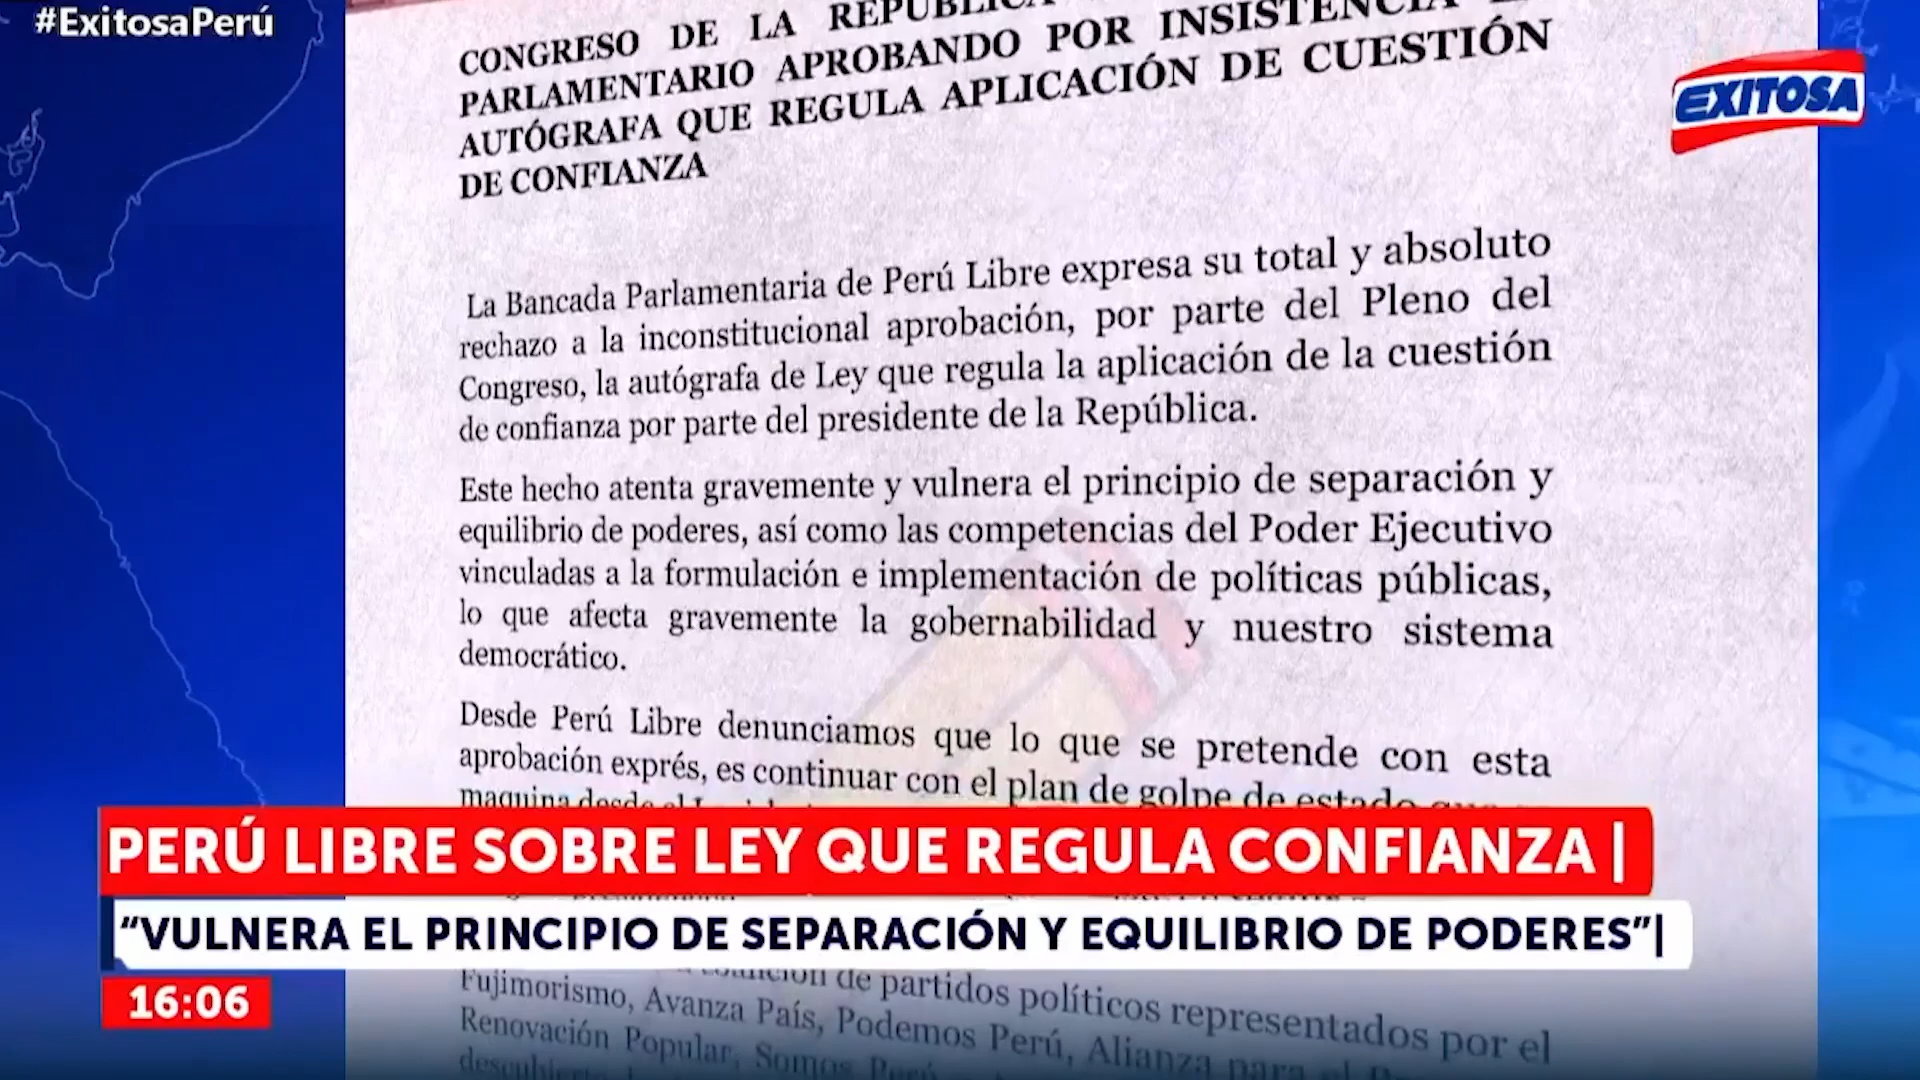 #ExitosaPerú
EXITOSA
CONGRESO DE LA
PARLAMENTARIO APROBANDO POR INSISTENCIA
AUTÓGRAFA QUE REGULA APLICACIÓN DE CUESTIÓN
DE CONFIANZA
La Bancada Parlamentaria de Perú Libre expresa su total y absoluto
rechazo a la inconstitucional aprobación, por parte del Pleno del
Congreso, la autógrafa de Ley que regula la aplicación de la cuestión
de confianza por parte del presidente de la República.
Este hecho atenta gravemente y vulnera el principio de separación y
equilibrio de poderes, así como las competencias del Poder Ejecutivo
vinculadas a la formulación e implementación de políticas públicas,
lo que afecta gravemente la gobernabilidad y nuestro sistema
democrático.
Desde Perú Libre denunciamos que lo que se pretende con esta
aprobación exprés, es continuar con el plan de golpe de estado que
maquina desde el
PERÚ LIBRE SOBRE LEY QUE REGULA CONFIANZA |
“VULNERA EL PRINCIPIO DE SEPARACIÓN Y EQUILIBRIO DE PODERES”|
16:06
de partidos políticos representados por el
Fujimorismo, Avanza País, Podemos Perú, Alianza para el
Renovación Popular, Somos Perú